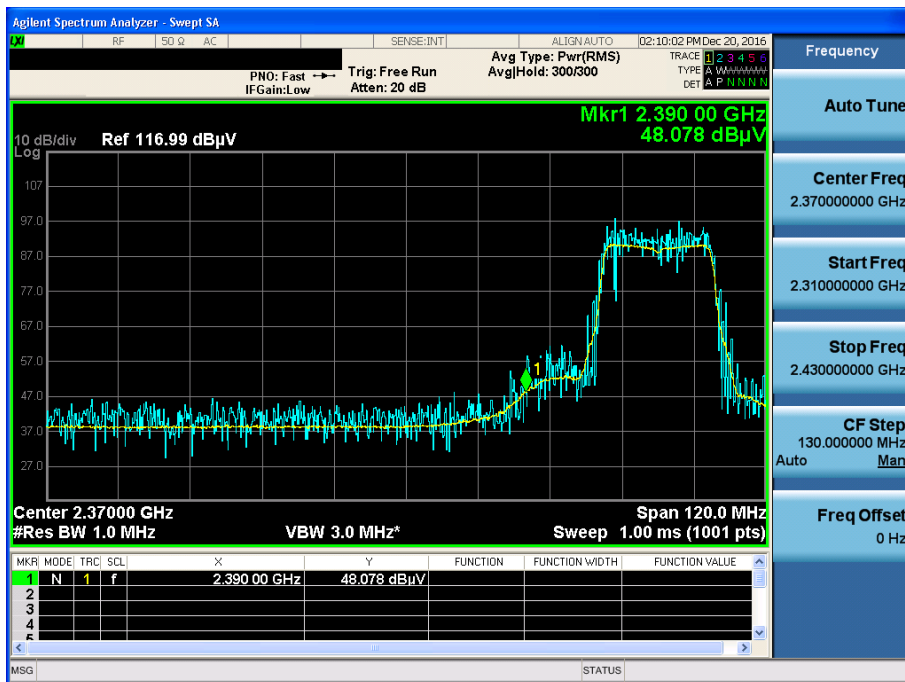 Agilent Spectrum Analyzer - Swept SA
LXI RF 50 Ω AC SENSE:INT ALIGN AUTO 02:10:02 PM Dec 20, 2016
PNO: Fast Trig: Free Run Avg Type: Pwr(RMS) TRACE 1 2 3 4 5 6
IFGain:Low Atten: 20 dB Avg|Hold: 300/300 TYPE A WWWWW
DET A P N N N N
Mkr1 2.390 00 GHz
10 dB/div Ref 116.99 dBµV 48.078 dBµV
Log
107
97.0
87.0
77.0
67.0
57.0
47.0
37.0
27.0
1
Center 2.37000 GHz Span 120.0 MHz
#Res BW 1.0 MHz VBW 3.0 MHz* Sweep 1.00 ms (1001 pts)
MKR MODE TRC SCL X Y FUNCTION FUNCTION WIDTH FUNCTION VALUE
1 N 1 f 2.390 00 GHz 48.078 dBµV
2
3
4
5
MSG STATUS
Frequency
Auto Tune
Center Freq
2.370000000 GHz
Start Freq
2.310000000 GHz
Stop Freq
2.430000000 GHz
CF Step
130.000000 MHz
Auto Man
Freq Offset
0 Hz